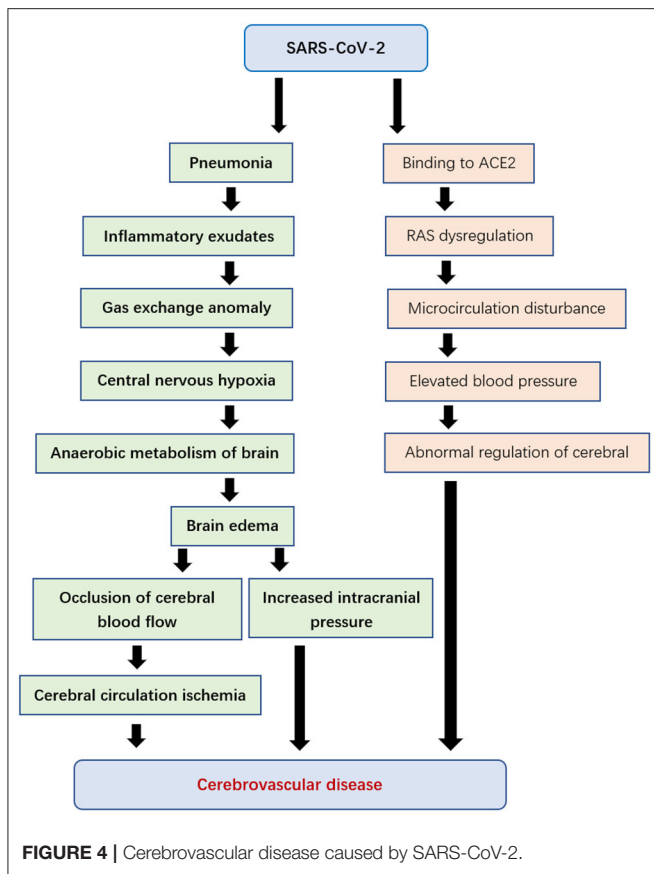 SARS-CoV-2
Pneumonia
Binding to ACE2
Inflammatory exudates
RAS dysregulation
Gas exchange anomaly
Microcirculation disturbance
Central nervous hypoxia
Elevated blood pressure
Anaerobic metabolism of brain
Abnormal regulation of cerebral
Brain edema
Occlusion of cerebral
blood flow
Increased intracranial
pressure
Cerebral circulation ischemia
Cerebrovascular disease
FIGURE 4 | Cerebrovascular disease caused by SARS-CoV-2.